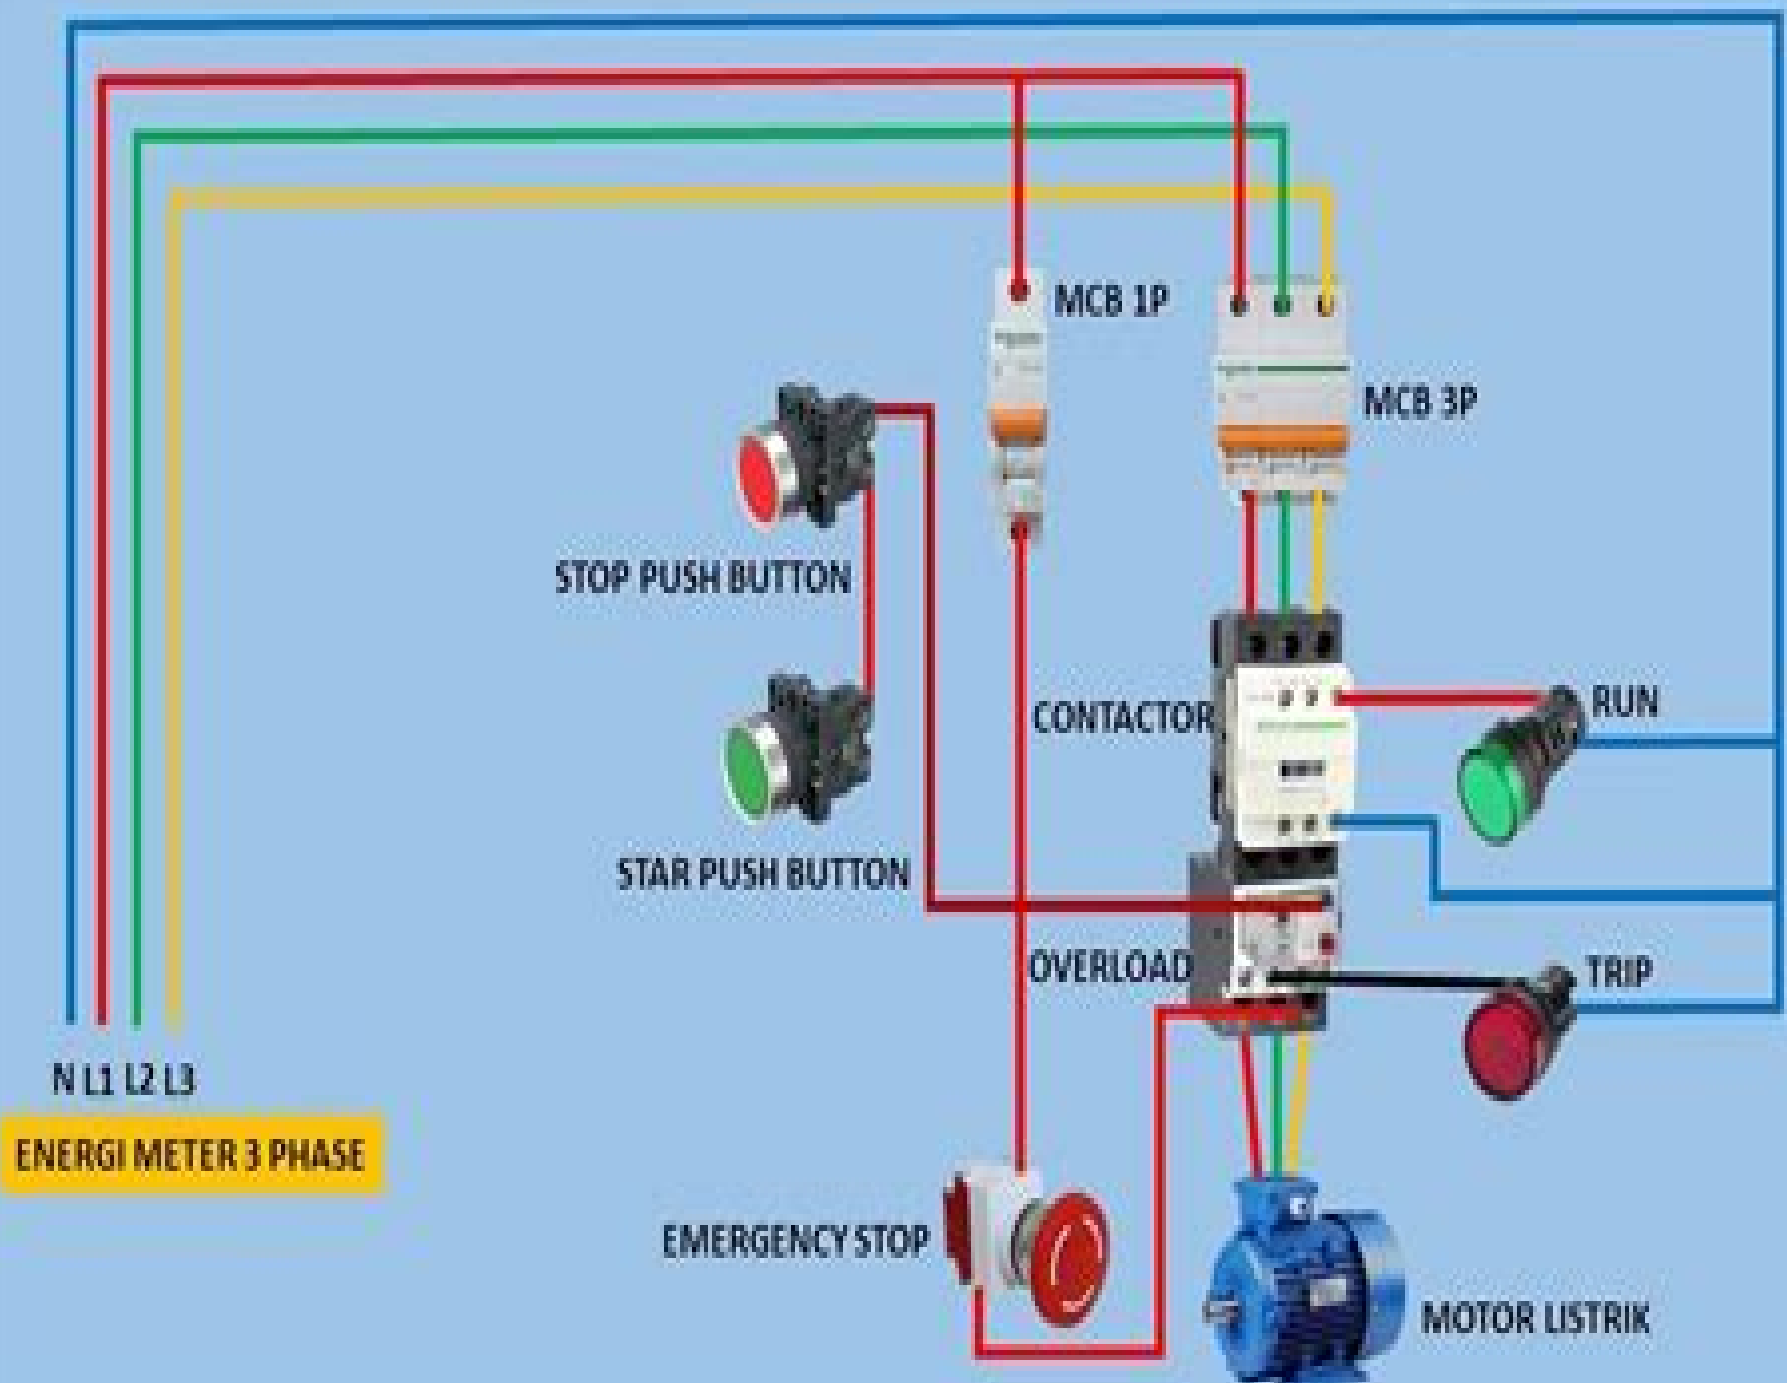 MCB 1P
MCB 3P
STOP PUSH BUTTON
RUN
CONTACTOR
STAR PUSH BUTTON
OVERLOAD
TRIP
N L1 L2 L3
ENERGI METER 3 PHASE
EMERGENCY STOP
MOTOR LISTRIK